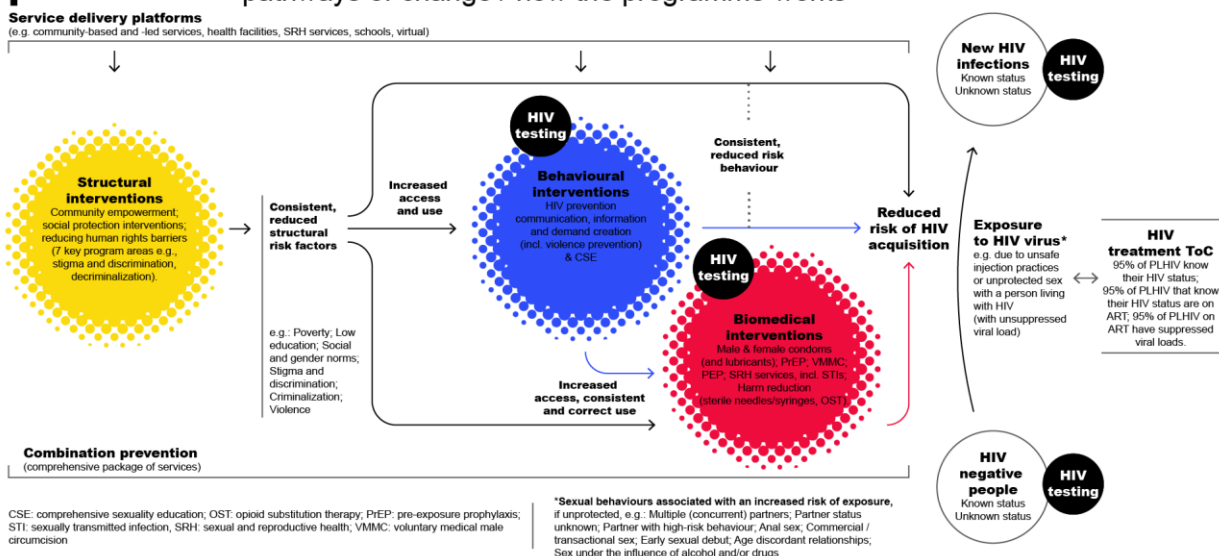 pathways of change / how the programme works
Service delivery platforms
(e.g. community-based and -led services, health facilities, SRH services, schools, virtual)
Structural
interventions
Community empowerment;
social protection interventions;
reducing human rights barriers
(7 key program areas e.g.,
stigma and discrimination,
decriminalization).
Consistent,
reduced
structural
risk factors
e.g.: Poverty; Low
education; Social
and gender norms;
Stigma and
discrimination;
Criminalization;
Violence
Increased
access
and use
HIV
testing
Behavioural
interventions
HIV prevention
communication, information
and demand creation
(incl. violence prevention)
& CSE
Increased
access, consistent
and correct use
HIV
testing
Biomedical
interventions
Male & female condoms
(and lubricants); PrEP; VMMC;
PEP; SRH services, incl. STIs;
Harm reduction
(sterile needles/syringes, OST).
Consistent,
reduced risk
behaviour
Reduced
risk of HIV
acquisition
New HIV
infections
Known status
Unknown status
HIV
testing
Exposure
to HIV virus*
e.g. due to unsafe
injection practices
or unprotected sex
with a person living
with HIV
(with unsuppressed
viral load)
HIV
treatment ToC
95% of PLHIV know
their HIV status;
95% of PLHIV that know
their HIV status are on
ART; 95% of PLHIV on
ART have suppressed
viral loads.
HIV
negative
people
Known status
Unknown status
HIV
testing
Combination prevention
(comprehensive package of services)
CSE: comprehensive sexuality education; OST: opioid substitution therapy; PrEP: pre-exposure prophylaxis;
STI: sexually transmitted infection, SRH: sexual and reproductive health; VMMC: voluntary medical male
circumcision
*Sexual behaviours associated with an increased risk of exposure,
if unprotected, e.g.: Multiple (concurrent) partners; Partner status
unknown; Partner with high-risk behaviour; Anal sex; Commercial /
transactional sex; Early sexual debut; Age discordant relationships;
Sex under the influence of alcohol and/or drugs